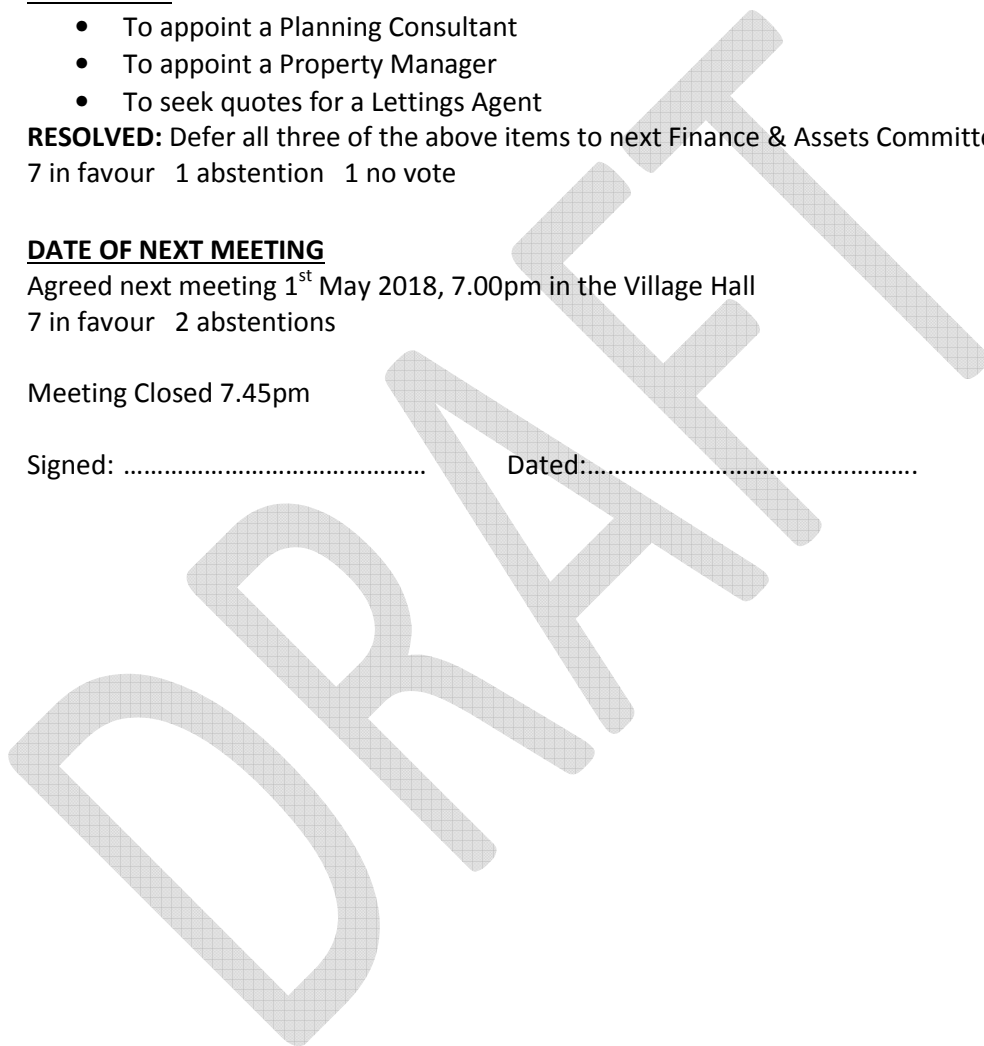 • To appoint a Planning Consultant
• To appoint a Property Manager
• To seek quotes for a Lettings Agent
RESOLVED: Defer all three of the above items to next Finance & Assets
7 in favour 1 abstention 1 no vote
DATE OF NEXT MEETING
Agreed next meeting 1st May 2018, 7.00pm in the Village Hall
7 in favour 2 abstentions
Meeting Closed 7.45pm
Signed: ……………………………………… Dated:………………………………………….
DRAFT